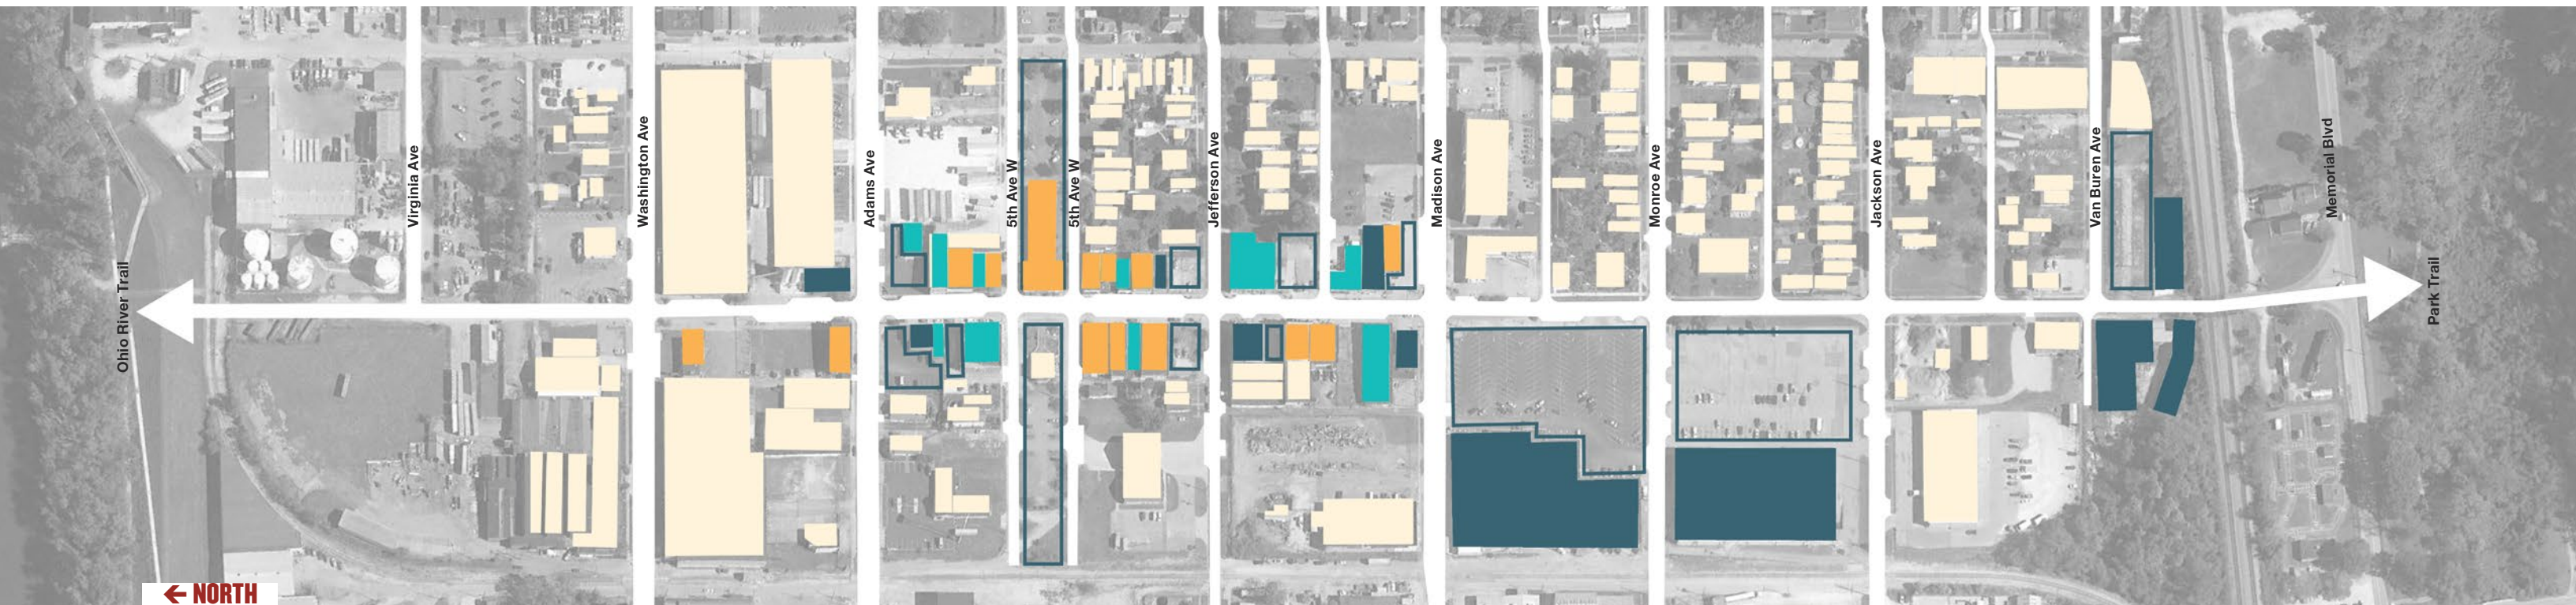 Ohio River Trail
Virginia Ave
Washington Ave
Adams Ave
5th Ave W
5th Ave W
Jefferson Ave
Madison Ave
Monroe Ave
Jackson Ave
Van Buren Ave
Memorial Blvd
Park Trail
← NORTH